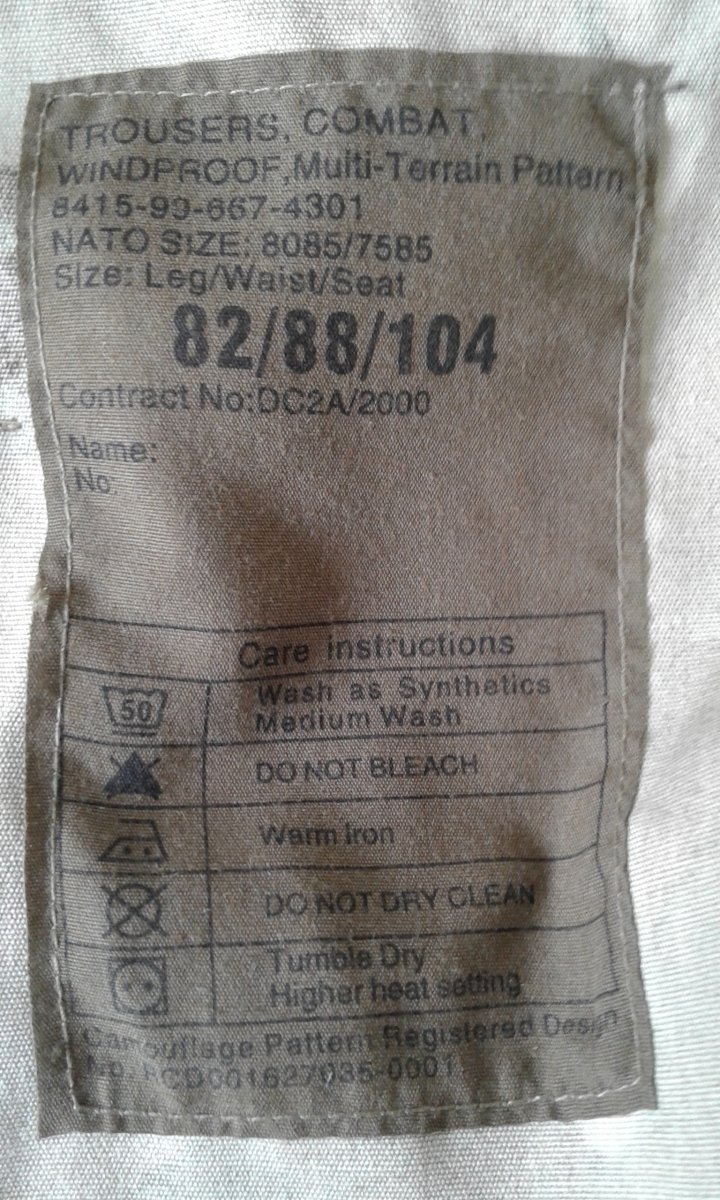 TROUSERS, COMBAT,
WINDPROOF, Multi-Terrain Pattern,
8415-99-667-4301
NATO SIZE: 8085/7585
Size: Leg/Waist/Seat
82/88/104
Contract No:DC2A/2000
Name:
No:
Care instructions
50
Wash as Synthetics
Medium Wash
DO NOT BLEACH
Warm Iron
DO NOT DRY CLEAN
Tumble Dry
Higher heat setting
Camouflage Pattern Registered Design
No.